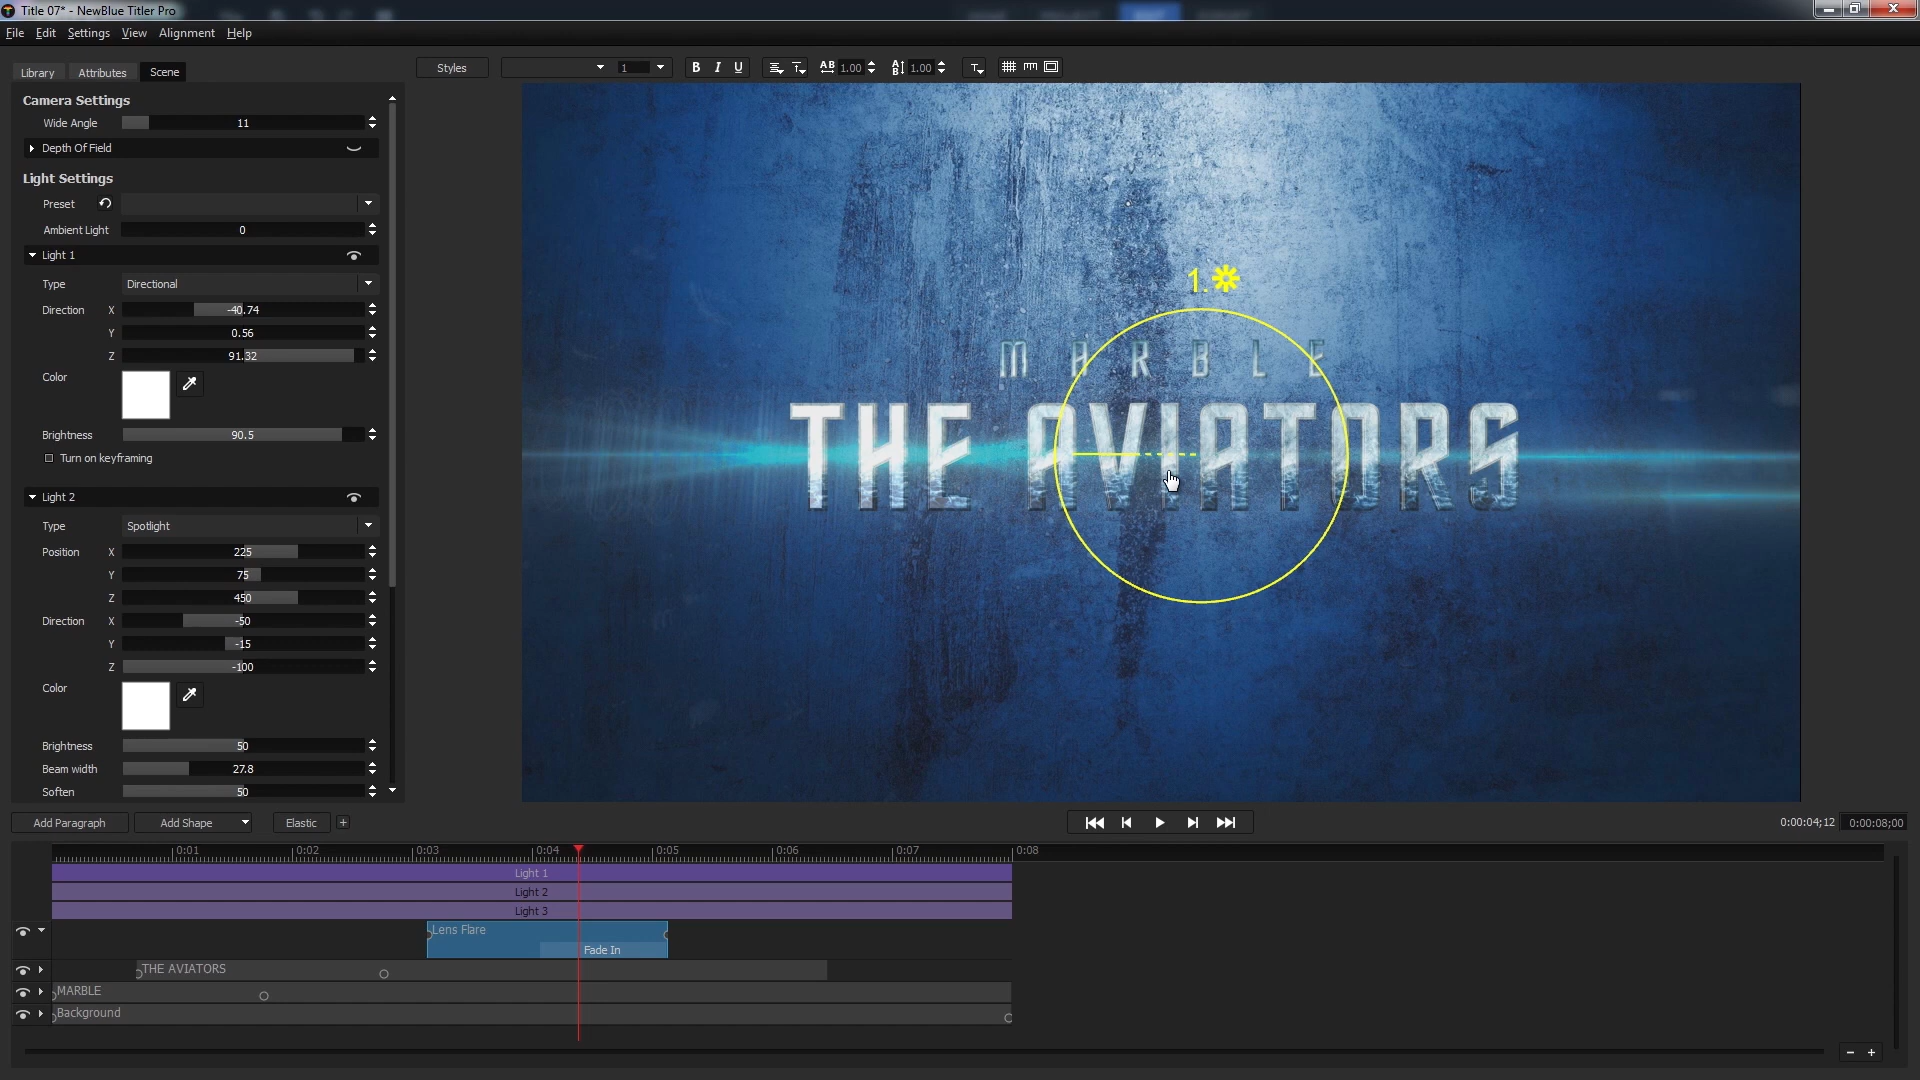 Title 07* - NewBlue Titler Pro
File Edit Settings View Alignment Help
Library Attributes Scene
Styles 1 B I U AB 1.00 AB 1.00 T
Camera Settings
Wide Angle 11
Depth Of Field
Light Settings
Preset
Ambient Light 0
Light 1
Type Directional
Direction X -40.74
Y 0.56
Z 91.32
Color
Brightness 90.5
Turn on keyframing
Light 2
Type Spotlight
Position X 225
Y 75
Z 450
Direction X -50
Y -15
Z -100
Color
Brightness 50
Beam width 27.8
Soften 50
1.
MARBLE
THE AVIATORS
Add Paragraph Add Shape Elastic +
0:00:04;12 0:00:08;00
0:01 0:02 0:03 0:04 0:05 0:06 0:07 0:08
Light 1
Light 2
Light 3
Lens Flare
Fade In
THE AVIATORS
MARBLE
Background